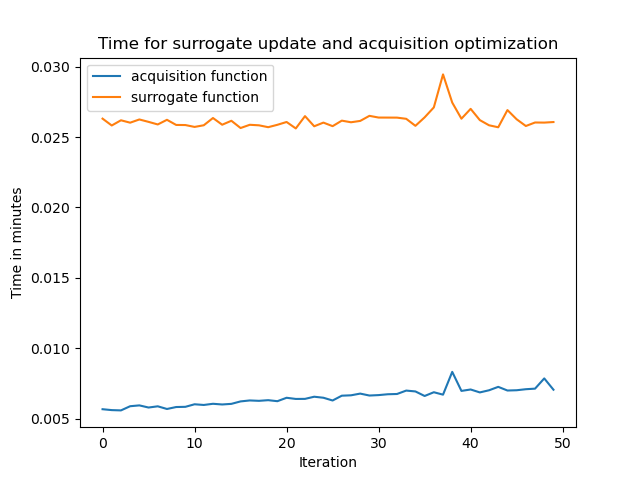 Time for surrogate update and acquisition optimization
acquisition function
surrogate function
0.030
0.025
0.020
0.015
0.010
0.005
Time in minutes
0 10 20 30 40 50
Iteration